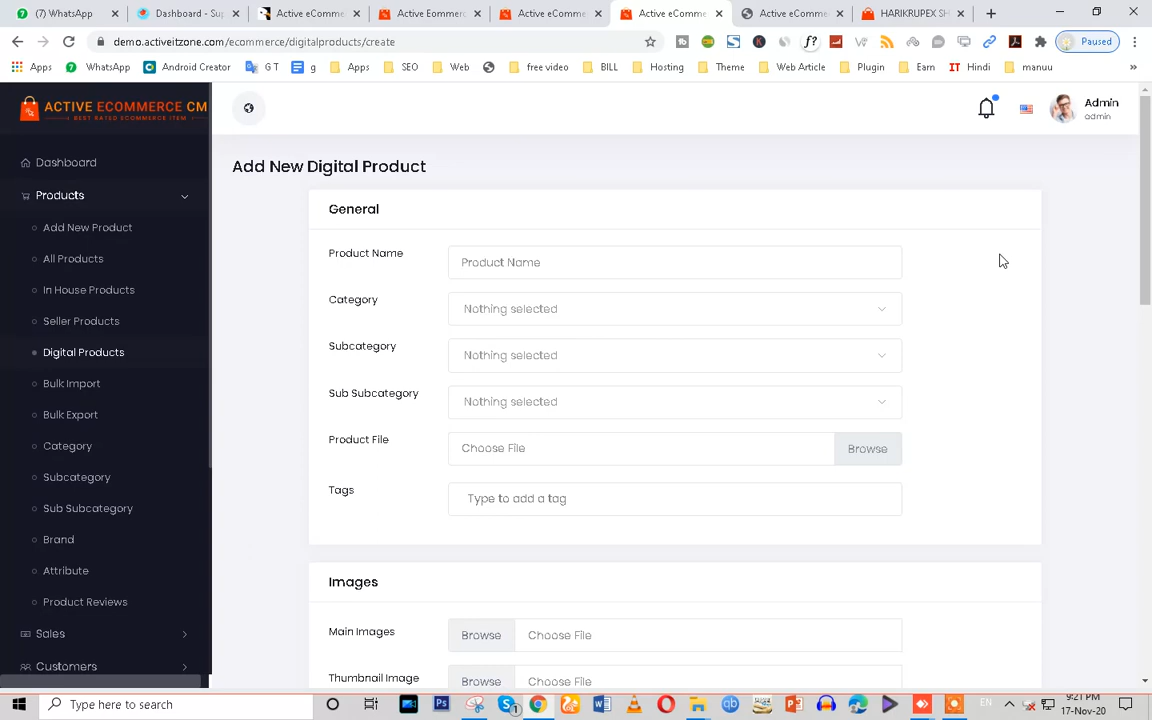 (7) WhatsApp
Dashboard - Sup
Active eComme
Active Eommer
Active eComme
Active eComme
Active eComme
HARIKRUPEX SH
demo.activeitzone.com/ecommerce/digitalproducts/create
Paused
Apps
WhatsApp
Android Creator
G T
g
Apps
SEO
Web
free video
BILL
Hosting
Theme
Web Article
Plugin
Earn
IT Hindi
manuu
ACTIVE ECOMMERCE CM
BEST RATED ECOMMERCE ITEM
Admin
admin
Dashboard
Products
Add New Product
All Products
In House Products
Seller Products
Digital Products
Bulk Import
Bulk Export
Category
Subcategory
Sub Subcategory
Brand
Attribute
Product Reviews
Sales
Customers
Add New Digital Product
General
Product Name
Product Name
Category
Nothing selected
Subcategory
Nothing selected
Sub Subcategory
Nothing selected
Product File
Choose File
Browse
Tags
Type to add a tag
Images
Main Images
Browse
Choose File
Thumbnail Image
Browse
Choose File
Type here to search
EN
9:21 PM
17-Nov-20